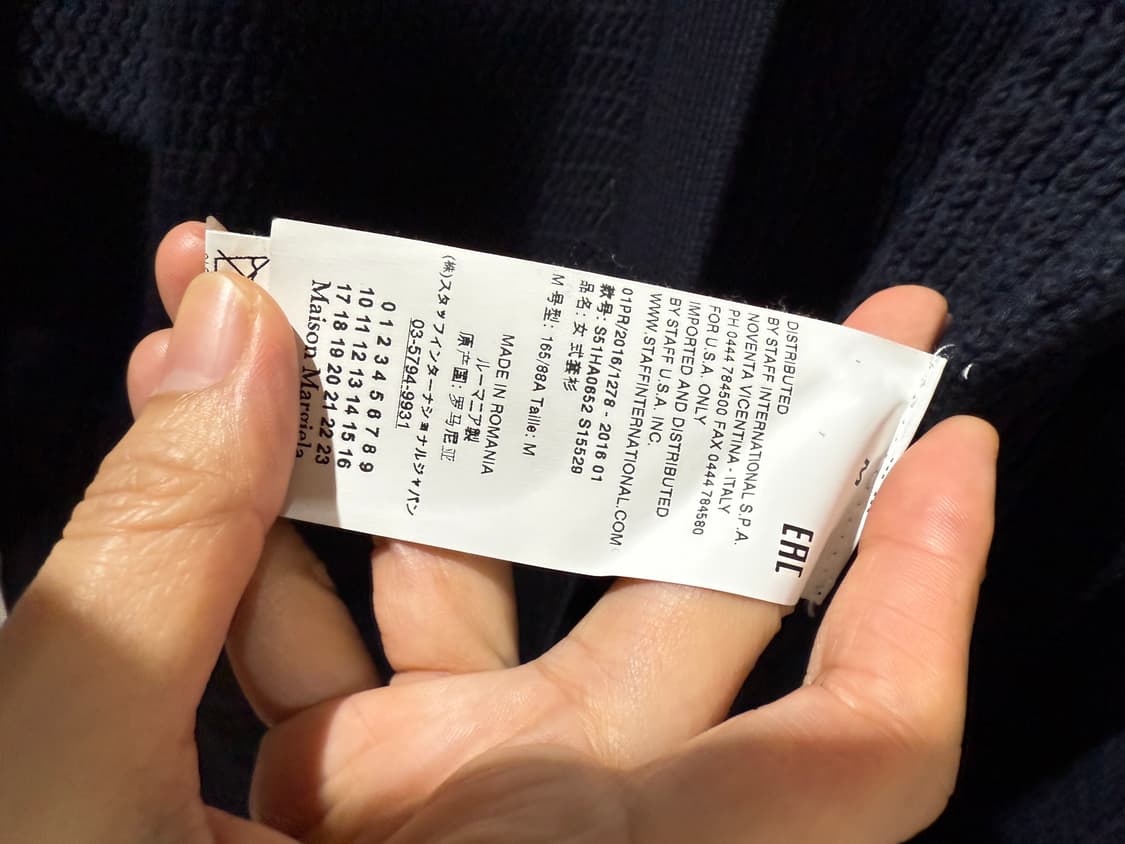 EAC
DISTRIBUTED
BY STAFF INTERNATIONAL S.P.A.
NOVENTA VICENTINA - ITALY
PH 0444 784500 FAX 0444 784580
FOR U.S.A. ONLY
IMPORTED AND DISTRIBUTED
BY STAFF U.S.A. INC.
WWW.STAFFINTERNATIONAL.COM
01PR/2016/1278 - 2016 01
款号: S51HA0652 S15528
品名: 女式套衫
M 号型: 165/88A Taille: M
MADE IN ROMANIA
ルーマニア製
原产国: 罗马尼亚
(株)スタッフインターナショナルジャパン
03-5794-9931
0 1 2 3 4 5 6 7 8 9
10 11 12 13 14 15 16
17 18 19 20 21 22 23
Maison Margiela